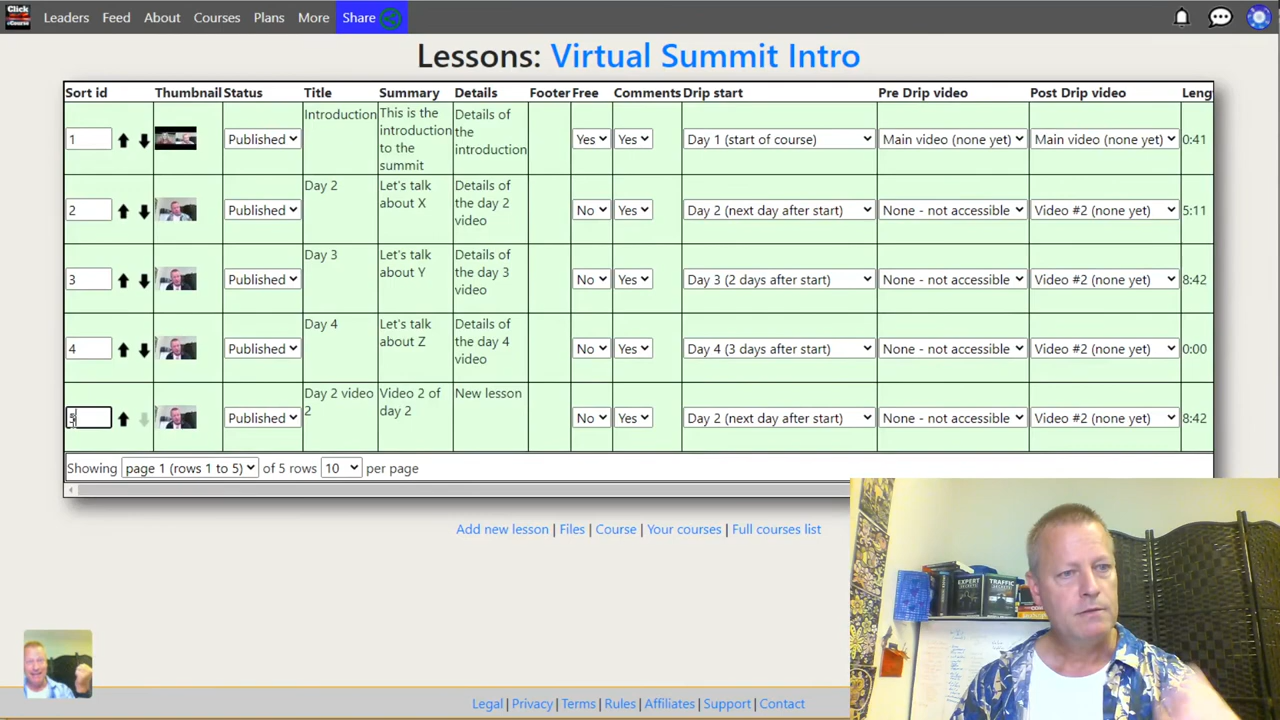 Click
eCourse
Leaders Feed About Courses Plans More Share
Lessons: Virtual Summit Intro
Sort id Thumbnail Status Title Summary Details Footer Free Comments Drip start Pre Drip video Post Drip video Leng
1 Published Introduction This is the introduction to the summit Details of the introduction Yes Yes Day 1 (start of course) Main video (none yet) Main video (none yet) 0:41
2 Published Day 2 Let's talk about X Details of the day 2 video No Yes Day 2 (next day after start) None - not accessible Video #2 (none yet) 5:11
3 Published Day 3 Let's talk about Y Details of the day 3 video No Yes Day 3 (2 days after start) None - not accessible Video #2 (none yet) 8:42
4 Published Day 4 Let's talk about Z Details of the day 4 video No Yes Day 4 (3 days after start) None - not accessible Video #2 (none yet) 0:00
5 Published Day 2 video 2 Video 2 of day 2 New lesson No Yes Day 2 (next day after start) None - not accessible Video #2 (none yet) 8:42
Showing page 1 (rows 1 to 5) of 5 rows 10 per page
Add new lesson | Files | Course | Your courses | Full courses list
EXPERT SECRETS
TRAFFIC SECRETS
Legal | Privacy | Terms | Rules | Affiliates | Support | Contact